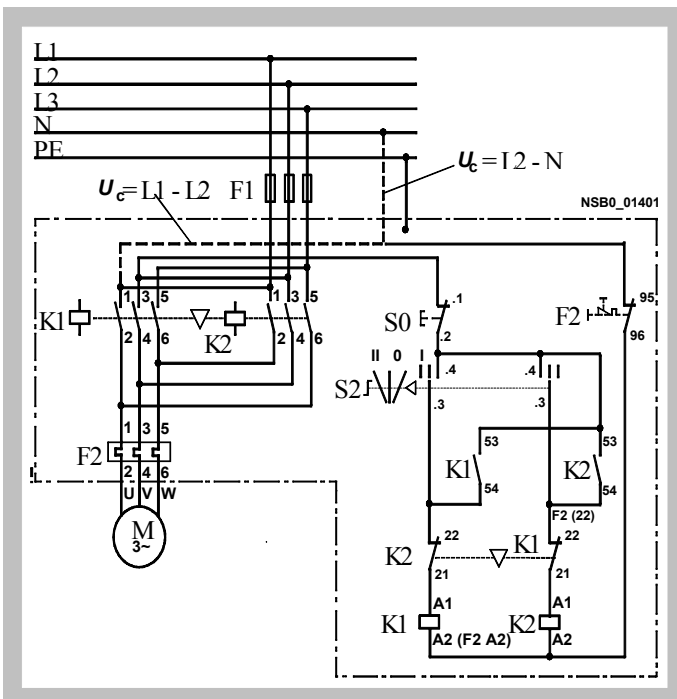 L1
L2
L3
N
PE
U c = L1 - L2
F1
U c = L2 - N
NSB0_01401
1 3 5
1 3 5
K1
K2
2 4 6
2 4 6
S0
.1
.2
F2
95
96
II 0 I
.4
.4
S2
.3
.3
1 3 5
F2
2 4 6
U V W
M
3~
53
K1
54
53
K2
54
F2 (22)
K2
22
21
K1
22
21
K1
A1
A2 (F2 A2)
K2
A1
A2